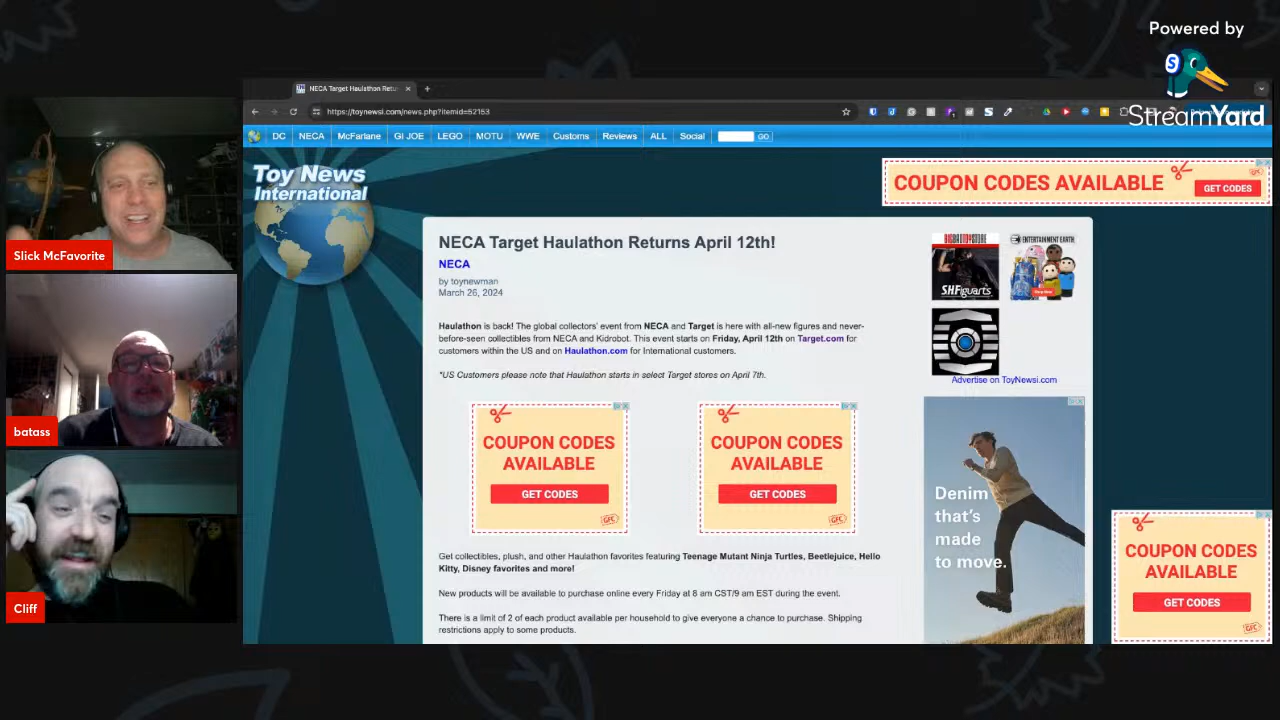 Powered by
StreamYard
NECA Target Haulathon Retu
https://toynewsi.com/news.php?itemid=52153
DC NECA McFarlane GI JOE LEGO MOTU WWE Customs Reviews ALL Social GO
Toy News
International
COUPON CODES AVAILABLE
GET CODES
Slick McFavorite
NECA Target Haulathon Returns April 12th!
NECA
by toynewman
March 26, 2024
BIGBADTOYSTORE
S.H.Figuarts
ENTERTAINMENT EARTH
Haulathon is back! The global collectors' event from NECA and Target is here with all-new figures and never-
before-seen collectibles from NECA and Kidrobot. This event starts on Friday, April 12th on Target.com for
customers within the US and on Haulathon.com for International customers.
*US Customers please note that Haulathon starts in select Target stores on April 7th.
Advertise on ToyNewsi.com
batass
COUPON CODES
AVAILABLE
GET CODES
GFC
COUPON CODES
AVAILABLE
GET CODES
GFC
Denim
that's
made
to move.
COUPON CODES
AVAILABLE
GET CODES
GFC
Get collectibles, plush, and other Haulathon favorites featuring Teenage Mutant Ninja Turtles, Beetlejuice, Hello
Kitty, Disney favorites and more!
New products will be available to purchase online every Friday at 8 am CST/9 am EST during the event.
There is a limit of 2 of each product available per household to give everyone a chance to purchase. Shipping
restrictions apply to some products.
Cliff